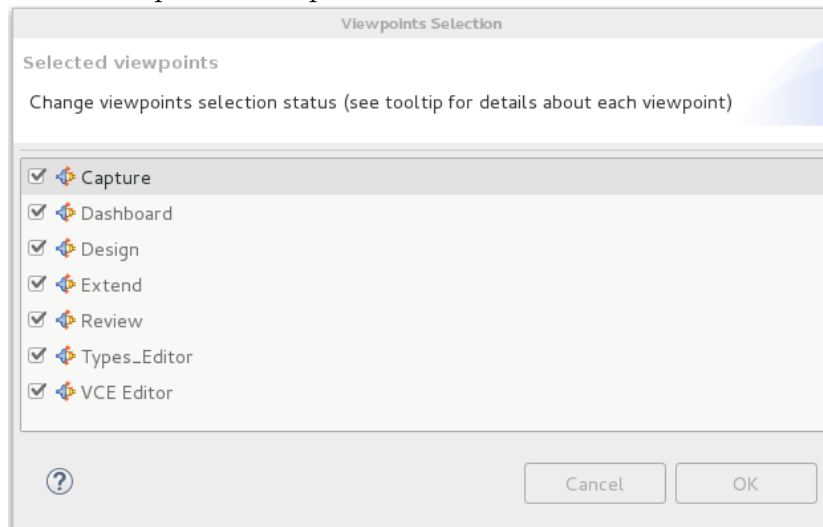 Viewpoints Selection
Selected viewpoints
Change viewpoints selection status (see tooltip for details about each viewpoint)
Capture
Dashboard
Design
Extend
Review
Types_Editor
VCE Editor
?
Cancel
OK